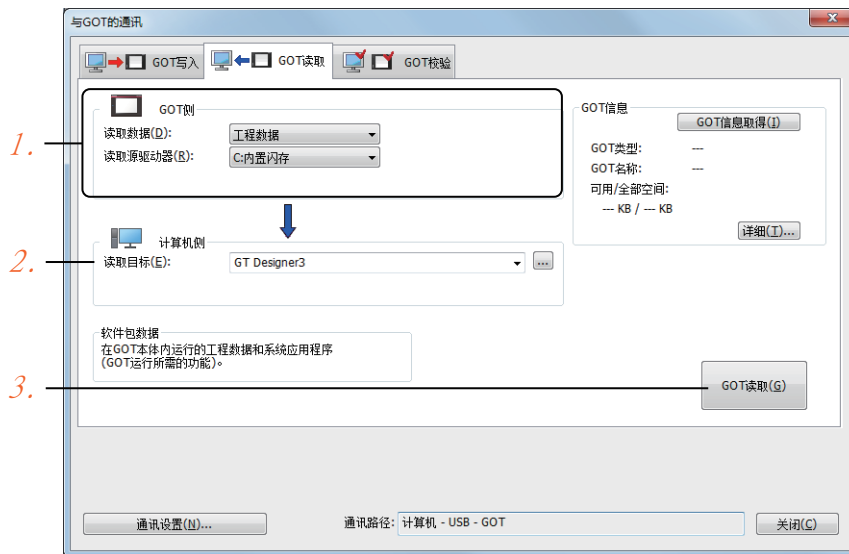 与GOT的通讯
GOT写入 GOT读取 GOT校验
1.
GOT侧
读取数据(D): 工程数据
读取源驱动器(R): C:内置闪存
GOT信息
GOT信息取得(I)
GOT类型: ---
GOT名称: ---
可用/全部空间:
--- KB / --- KB
详细(T)...
2.
计算机侧
读取目标(E): GT Designer3 ...
软件包数据
在GOT本体内运行的工程数据和系统应用程序
(GOT运行所需的功能)。
3.
GOT读取(G)
通讯设置(N)... 通讯路径: 计算机 - USB - GOT 关闭(C)